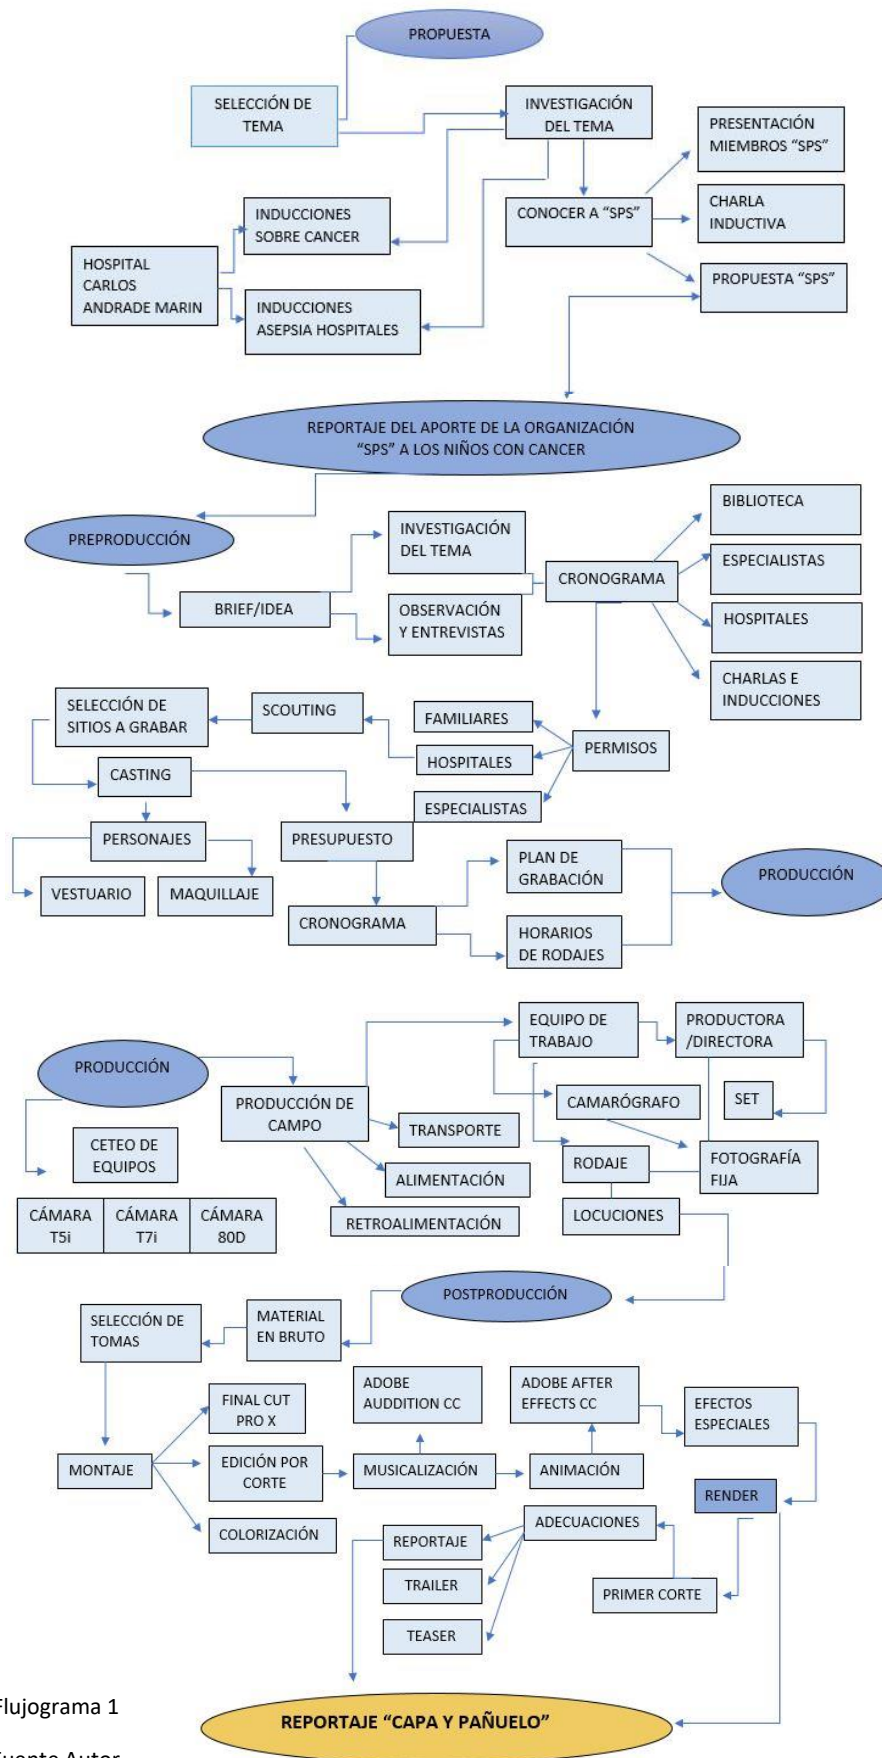 PROPUESTA
SELECCIÓN DE
TEMA
INVESTIGACIÓN
DEL TEMA
PRESENTACIÓN
MIEMBROS “SPS”
INDUCCIONES
SOBRE CANCER
CONOCER A “SPS”
CHARLA
INDUCTIVA
HOSPITAL
CARLOS
ANDRADE MARIN
PROPUESTA “SPS”
INDUCCIONES
ASEPSIA HOSPITALES
REPORTAJE DEL APORTE DE LA ORGANIZACIÓN
“SPS” A LOS NIÑOS CON CANCER
PREPRODUCCIÓN
INVESTIGACIÓN
DEL TEMA
BIBLIOTECA
BRIEF/IDEA
OBSERVACIÓN
Y ENTREVISTAS
CRONOGRAMA
ESPECIALISTAS
HOSPITALES
CHARLAS E
INDUCCIONES
SELECCIÓN DE
SITIOS A GRABAR
SCOUTING
FAMILIARES
HOSPITALES
ESPECIALISTAS
PERMISOS
CASTING
PERSONAJES
PRESUPUESTO
VESTUARIO
MAQUILLAJE
CRONOGRAMA
PLAN DE
GRABACIÓN
HORARIOS
DE RODAJES
PRODUCCIÓN
PRODUCCIÓN
EQUIPO DE
TRABAJO
PRODUCTORA
/DIRECTORA
PRODUCCIÓN DE
CAMPO
CAMARÓGRAFO
SET
CETEO DE
EQUIPOS
TRANSPORTE
RODAJE
FOTOGRAFÍA
FIJA
ALIMENTACIÓN
CÁMARA
T5i
CÁMARA
T7i
CÁMARA
80D
RETROALIMENTACIÓN
LOCUCIONES
POSTPRODUCCIÓN
SELECCIÓN DE
TOMAS
MATERIAL
EN BRUTO
FINAL CUT
PRO X
ADOBE
AUDDITION CC
ADOBE AFTER
EFFECTS CC
EFECTOS
ESPECIALES
MONTAJE
EDICIÓN POR
CORTE
MUSICALIZACIÓN
ANIMACIÓN
RENDER
COLORIZACIÓN
REPORTAJE
ADECUACIONES
TRAILER
PRIMER CORTE
TEASER
REPORTAJE “CAPA Y PAÑUELO”
Flujograma 1
Fuente Autor